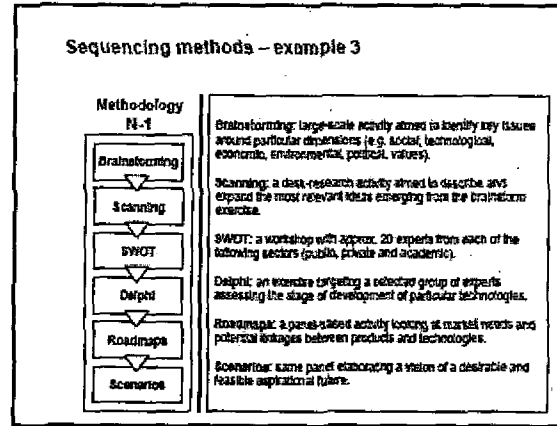 Sequencing methods – example 3
Methodology
N-1
Brainstorming
Scanning
SWOT
Delphi
Roadmaps
Scenarios
Brainstorming: large-scale activity aimed to identify key issues
around particular dimensions (e.g. social, technological,
economic, environmental, political, values).
Scanning: a desk-research activity aimed to describe and
expand the most relevant ideas emerging from the brainstorm
exercise.
SWOT: a workshop with approx. 20 experts from each of the
following sectors (public, private and academic).
Delphi: an exercise targeting a selected group of experts
assessing the stage of development of particular technologies.
Roadmaps: a panel-based activity looking at market needs and
potential linkages between products and technologies.
Scenarios: same panel elaborating a vision of a desirable and
feasible aspirational future.